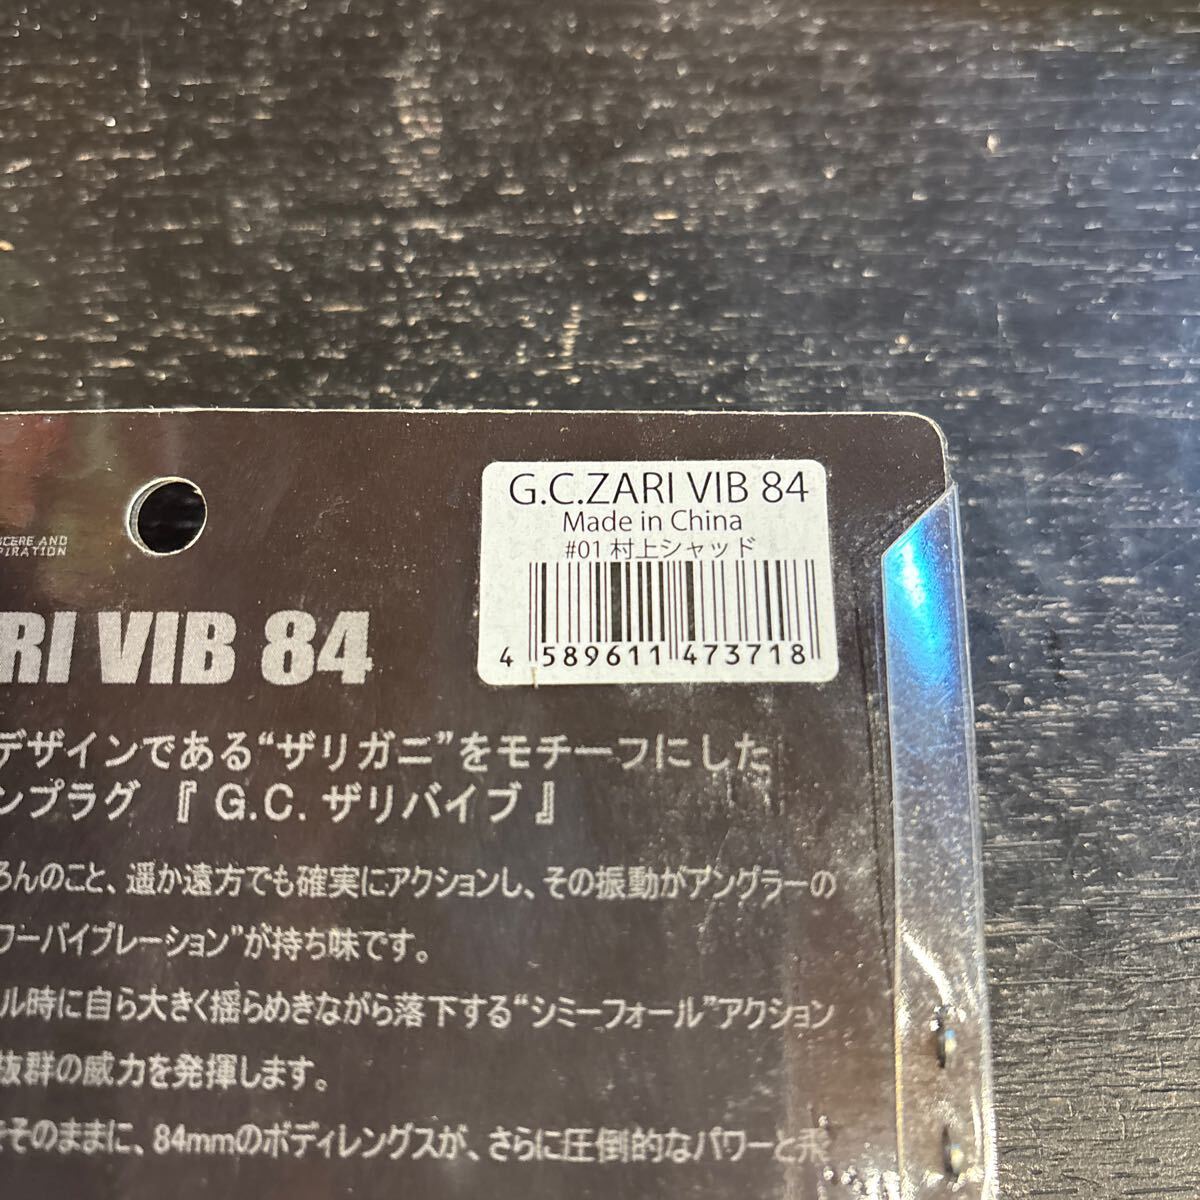 G.C.ZARI VIB 84
Made in China
#01 村上シャッド
4 589611 473718
AND
VIB 84
デザインである“ザリガニ”をモチーフにした
ンプラグ 『 G.C. ザリバイブ 』
ろんのこと、遥か遠方でも確実にアクションし、その振動がアングラーの
ワーバイブレーション”が持ち味です。
ル時に自ら大きく揺らめきながら落下する“シミーフォール”アクション
抜群の威力を発揮します。
そのままに、84mmのボディレングスが、さらに圧倒的なパワーと飛